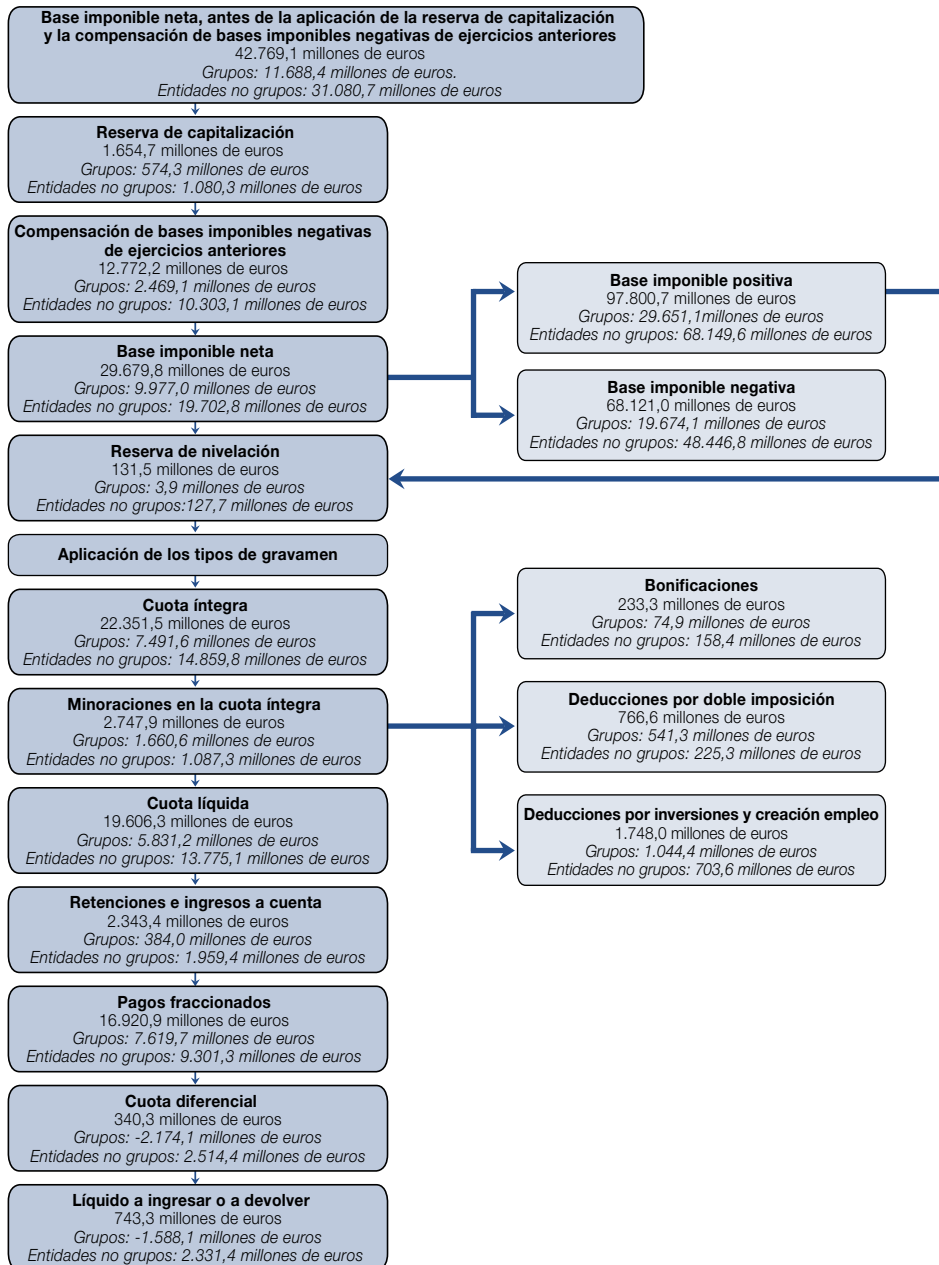 Base imponible neta, antes de la aplicación de la reserva de capitalización
y la compensación de bases imponibles negativas de ejercicios anteriores
42.769,1 millones de euros
Grupos: 11.688,4 millones de euros.
Entidades no grupos: 31.080,7 millones de euros
Reserva de capitalización
1.654,7 millones de euros
Grupos: 574,3 millones de euros
Entidades no grupos: 1.080,3 millones de euros
Compensación de bases imponibles negativas
de ejercicios anteriores
12.772,2 millones de euros
Grupos: 2.469,1 millones de euros
Entidades no grupos: 10.303,1 millones de euros
Base imponible positiva
97.800,7 millones de euros
Grupos: 29.651,1millones de euros
Entidades no grupos: 68.149,6 millones de euros
Base imponible neta
29.679,8 millones de euros
Grupos: 9.977,0 millones de euros
Entidades no grupos: 19.702,8 millones de euros
Base imponible negativa
68.121,0 millones de euros
Grupos: 19.674,1 millones de euros
Entidades no grupos: 48.446,8 millones de euros
Reserva de nivelación
131,5 millones de euros
Grupos: 3,9 millones de euros
Entidades no grupos:127,7 millones de euros
Aplicación de los tipos de gravamen
Cuota íntegra
22.351,5 millones de euros
Grupos: 7.491,6 millones de euros
Entidades no grupos: 14.859,8 millones de euros
Bonificaciones
233,3 millones de euros
Grupos: 74,9 millones de euros
Entidades no grupos: 158,4 millones de euros
Minoraciones en la cuota íntegra
2.747,9 millones de euros
Grupos: 1.660,6 millones de euros
Entidades no grupos: 1.087,3 millones de euros
Deducciones por doble imposición
766,6 millones de euros
Grupos: 541,3 millones de euros
Entidades no grupos: 225,3 millones de euros
Cuota líquida
19.606,3 millones de euros
Grupos: 5.831,2 millones de euros
Entidades no grupos: 13.775,1 millones de euros
Deducciones por inversiones y creación empleo
1.748,0 millones de euros
Grupos: 1.044,4 millones de euros
Entidades no grupos: 703,6 millones de euros
Retenciones e ingresos a cuenta
2.343,4 millones de euros
Grupos: 384,0 millones de euros
Entidades no grupos: 1.959,4 millones de euros
Pagos fraccionados
16.920,9 millones de euros
Grupos: 7.619,7 millones de euros
Entidades no grupos: 9.301,3 millones de euros
Cuota diferencial
340,3 millones de euros
Grupos: -2.174,1 millones de euros
Entidades no grupos: 2.514,4 millones de euros
Líquido a ingresar o a devolver
743,3 millones de euros
Grupos: -1.588,1 millones de euros
Entidades no grupos: 2.331,4 millones de euros